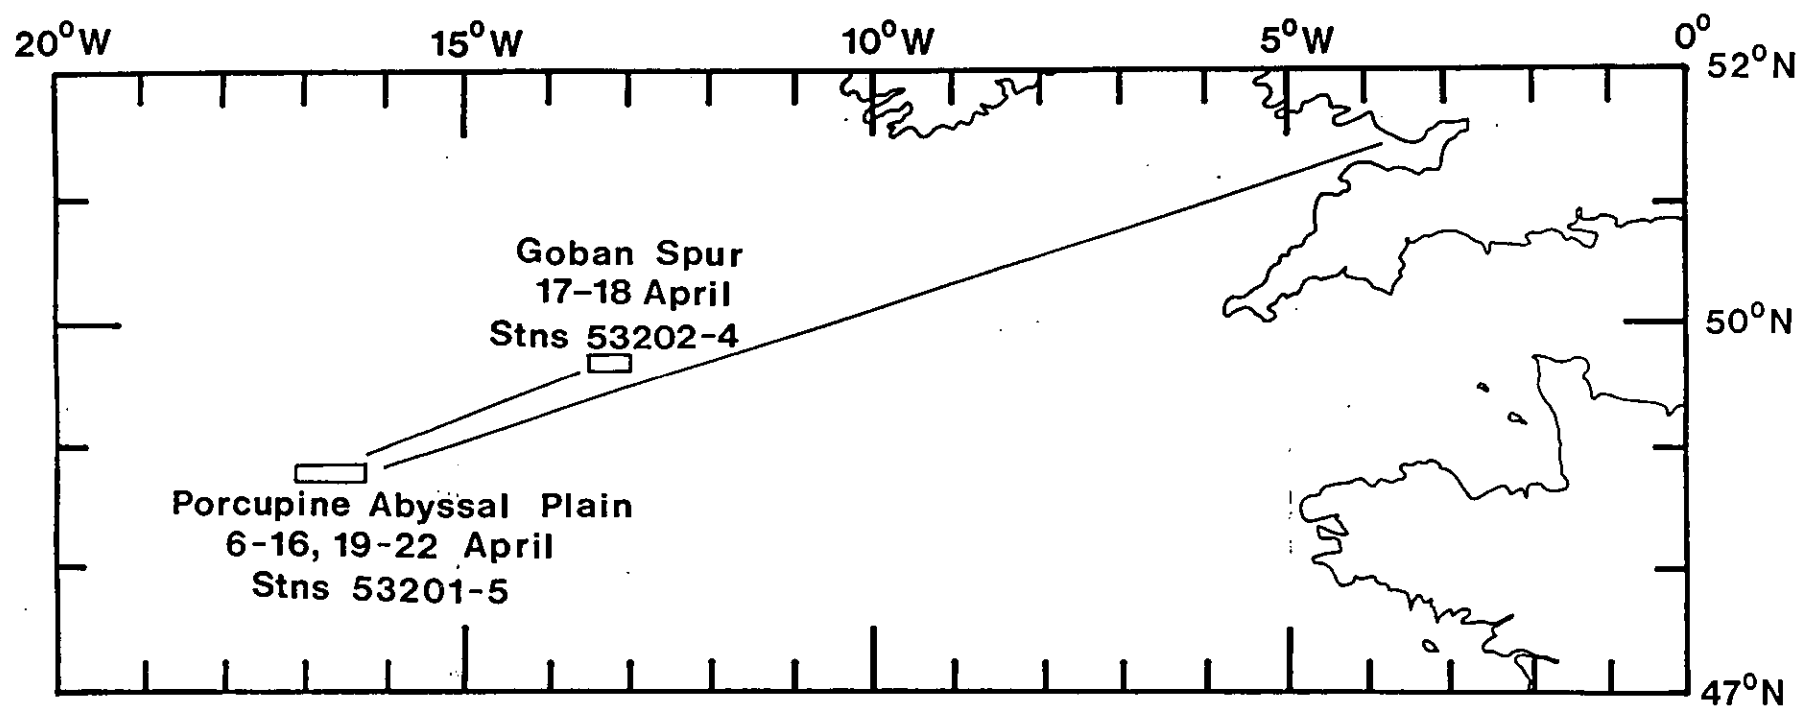 20°W 15°W 10°W 5°W 0°
52°N
Goban Spur
17-18 April
Stns 53202-4
50°N
Porcupine Abyssal Plain
6-16, 19-22 April
Stns 53201-5
47°N